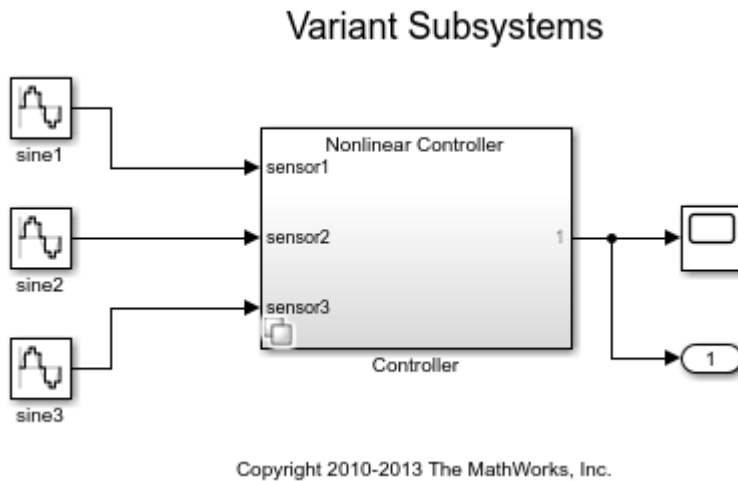 Variant Subsystems
sine1
sine2
sine3
Nonlinear Controller
sensor1
sensor2
sensor3
1
Controller
1
Copyright 2010-2013 The MathWorks, Inc.